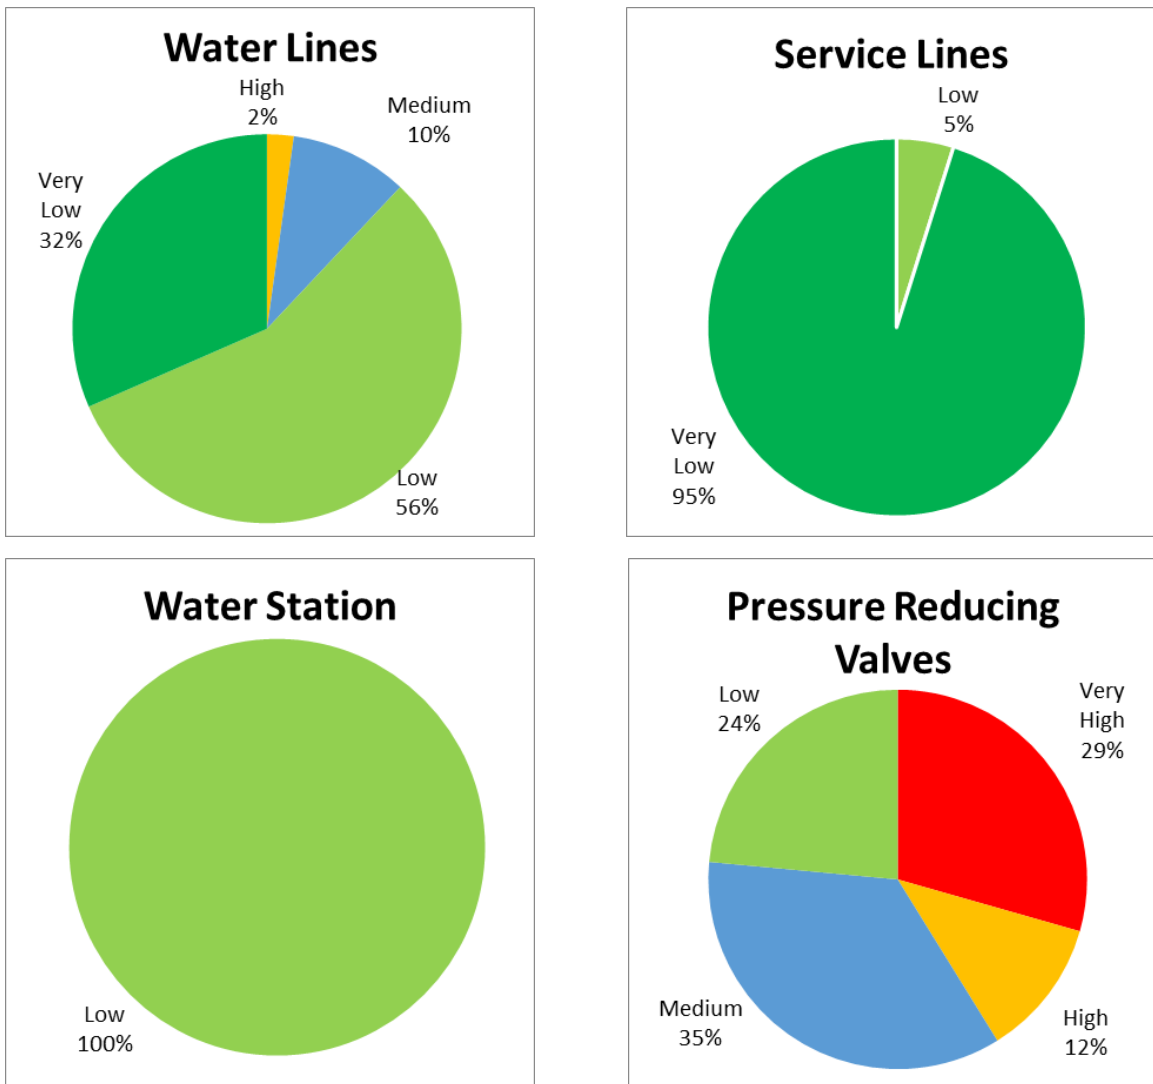 Water Lines
High
2%
Medium
10%
Very
Low
32%
Low
56%
Service Lines
Low
5%
Very
Low
95%
Water Station
Low
100%
Pressure Reducing
Valves
Low
24%
Very
High
29%
Medium
35%
High
12%